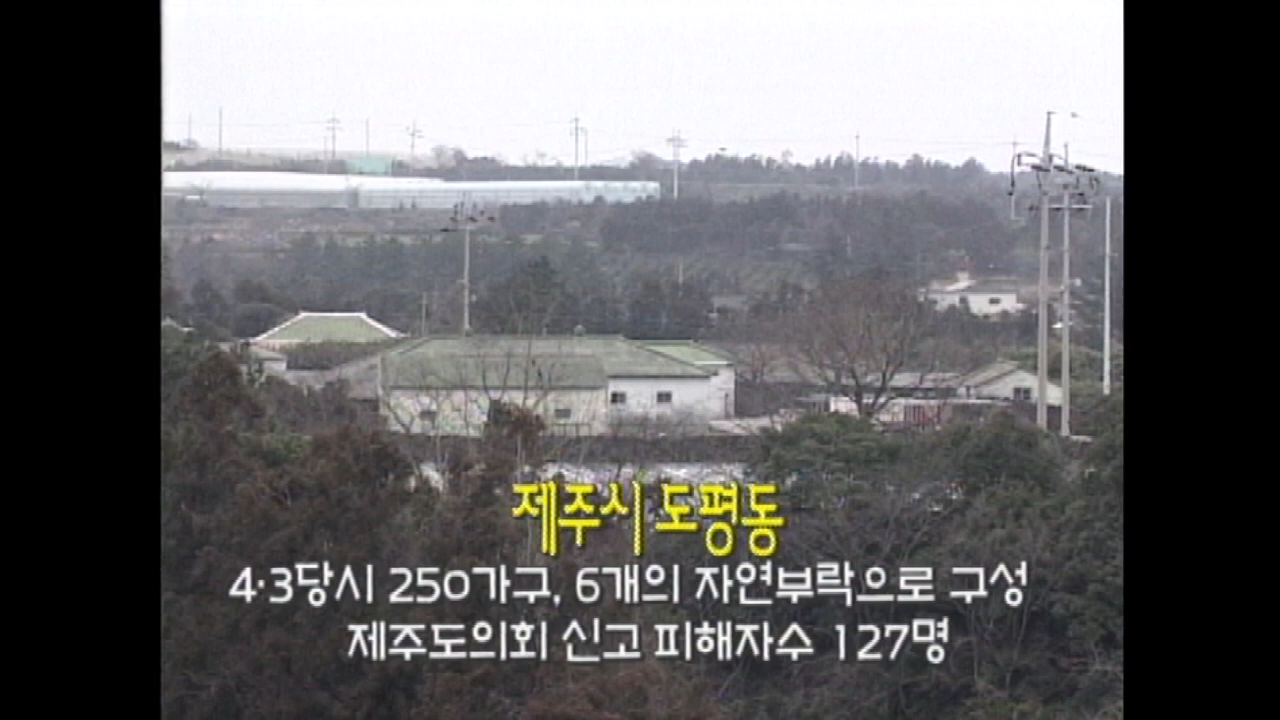 제주시 도평동
4·3당시 250가구, 6개의 자연부락으로 구성
제주도의회 신고 피해자수 127명